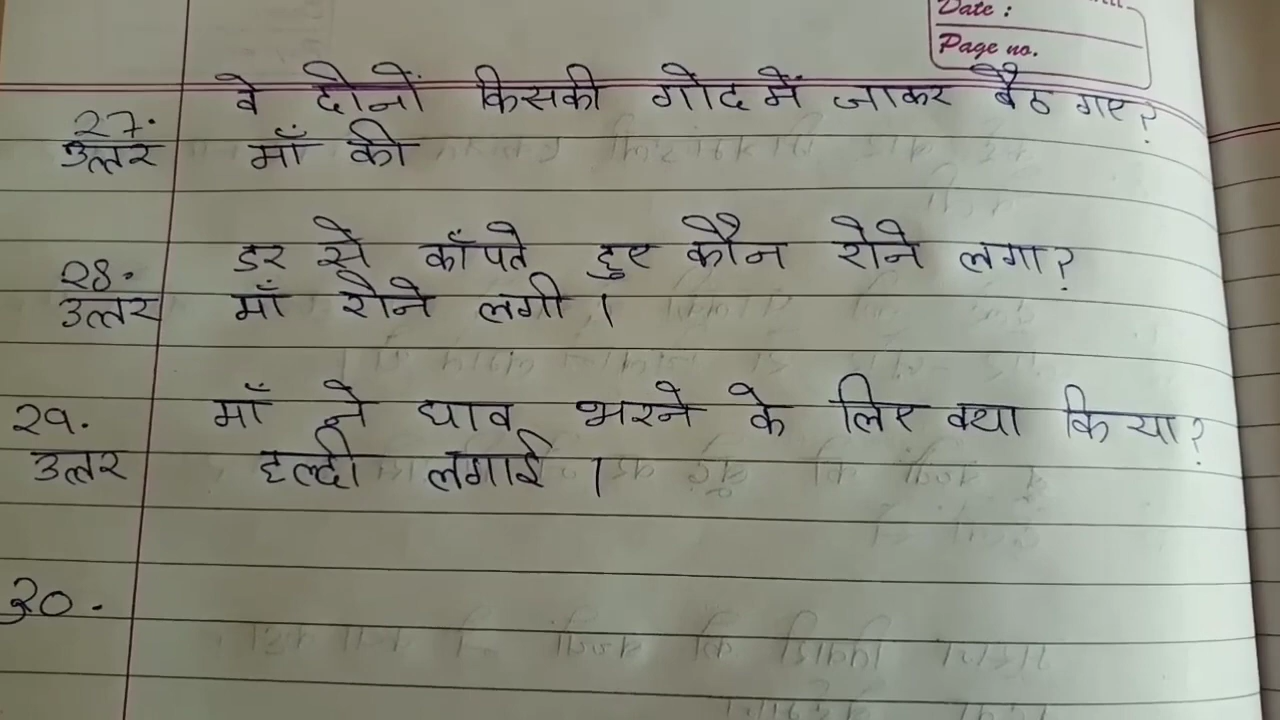 Date :
Page no.
वे दोनों किसकी गोद में जाकर बैठ गए?
27.
उत्तर माँ की
28. डर से काँपते हुए कौन रोने लगा?
उत्तर माँ रोने लगी।
29. माँ ने घाव भरने के लिए क्या किया?
उत्तर हल्दी लगाई।
30.